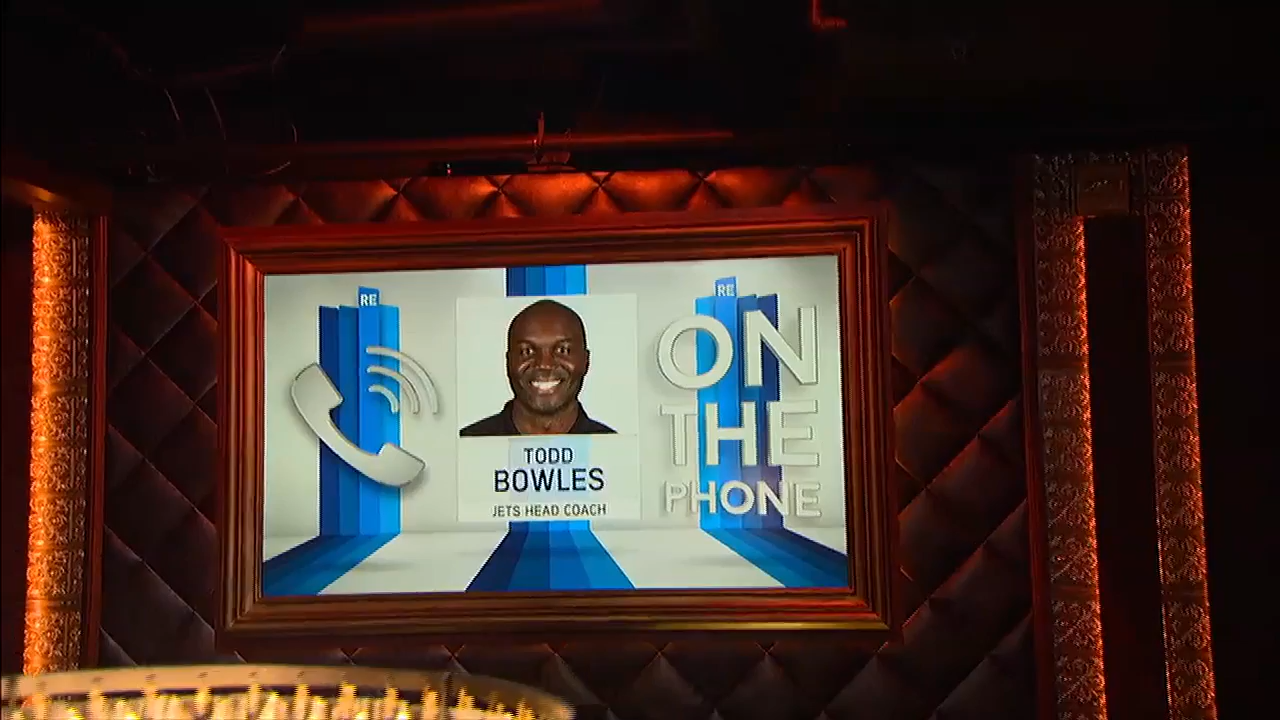 RE
RE
TODD
BOWLES
JETS HEAD COACH
ON
THE
PHONE